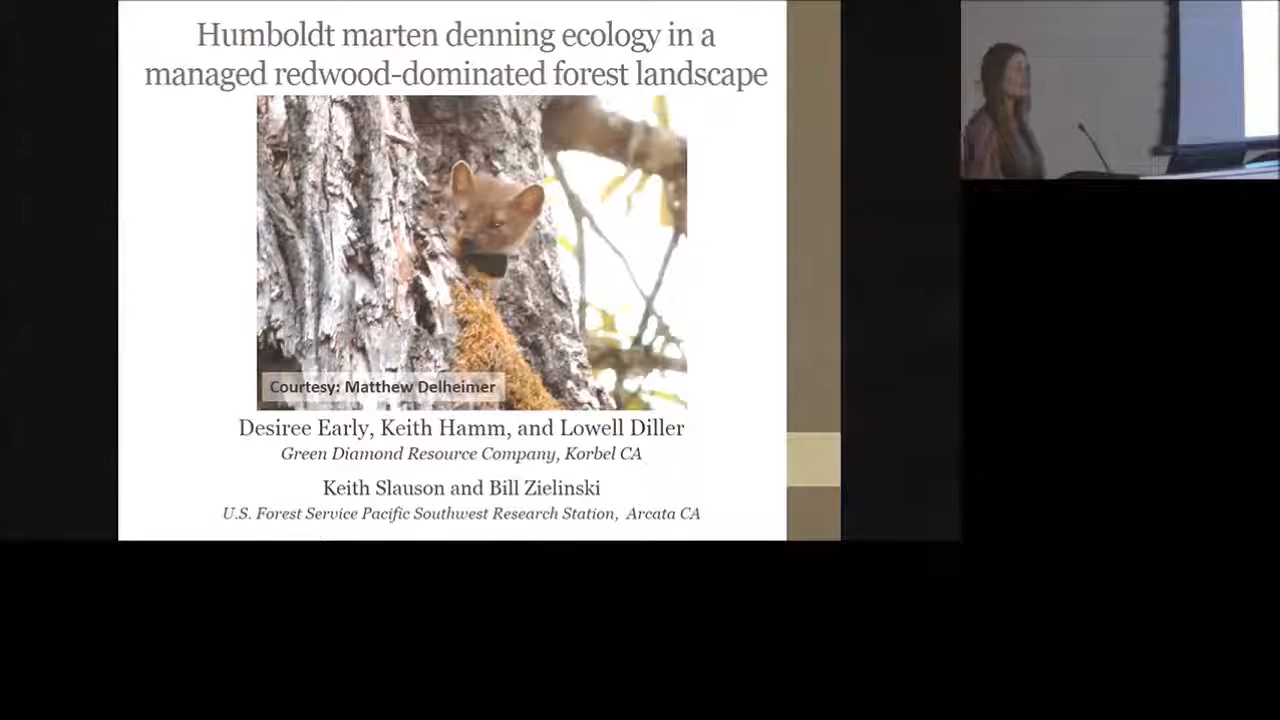 Humboldt marten denning ecology in a
managed redwood-dominated forest landscape
Courtesy: Matthew Delheimer
Desiree Early, Keith Hamm, and Lowell Diller
Green Diamond Resource Company, Korbel CA
Keith Slauson and Bill Zielinski
U.S. Forest Service Pacific Southwest Research Station, Arcata CA